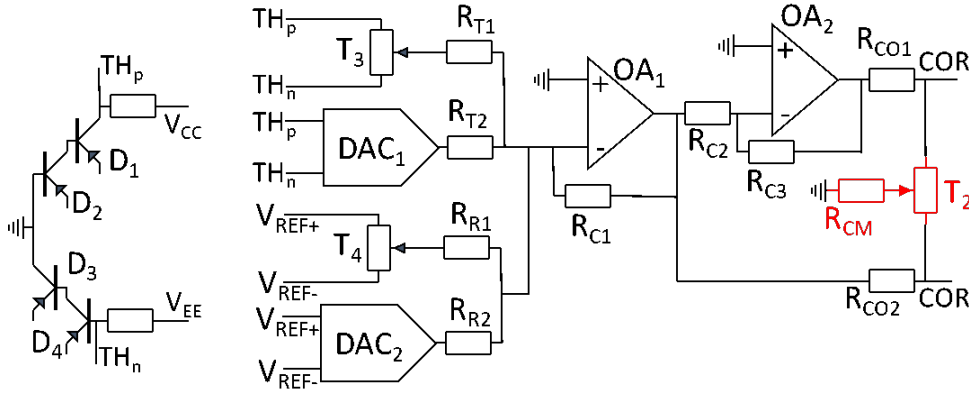 THp
VCC
D1
D2
D3
D4
VEE
THn
THp
T3
THn
RT1
THp
DAC1
THn
RT2
VREF+
T4
VREF-
RR1
VREF+
DAC2
VREF-
RR2
+
OA1
-
RC1
RC2
+
OA2
-
RC3
RCO1
COR
RCM
T2
RCO2
COR